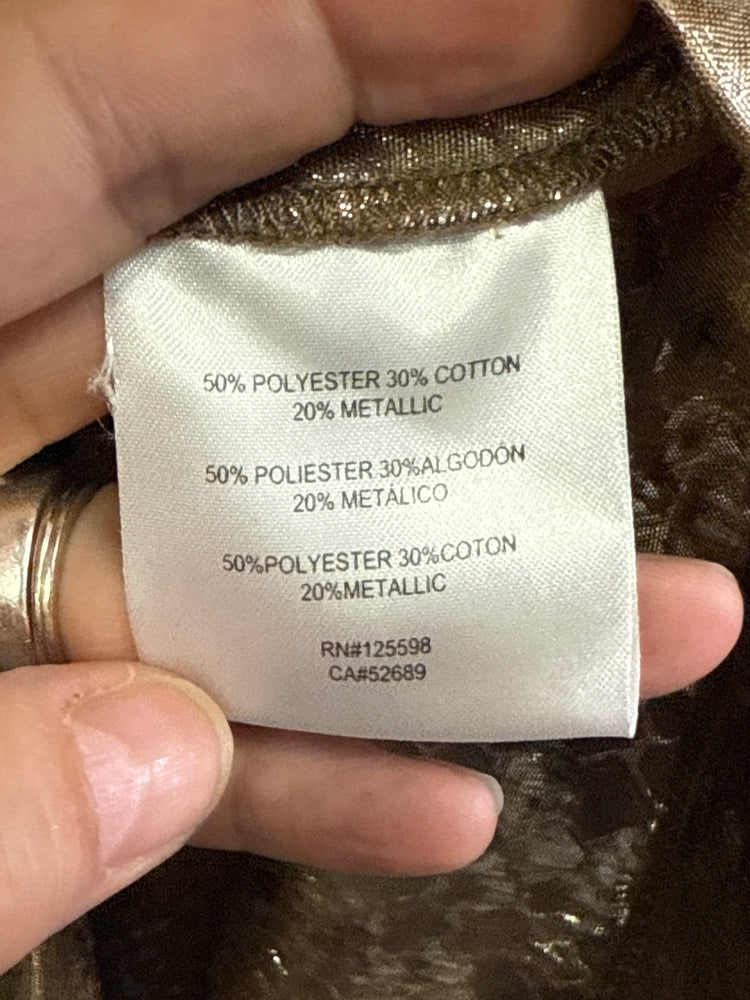 50% POLYESTER 30% COTTON
20% METALLIC
50% POLIESTER 30%ALGODÓN
20% METÁLICO
50%POLYESTER 30%COTON
20%METALLIC
RN#125598
CA#52689